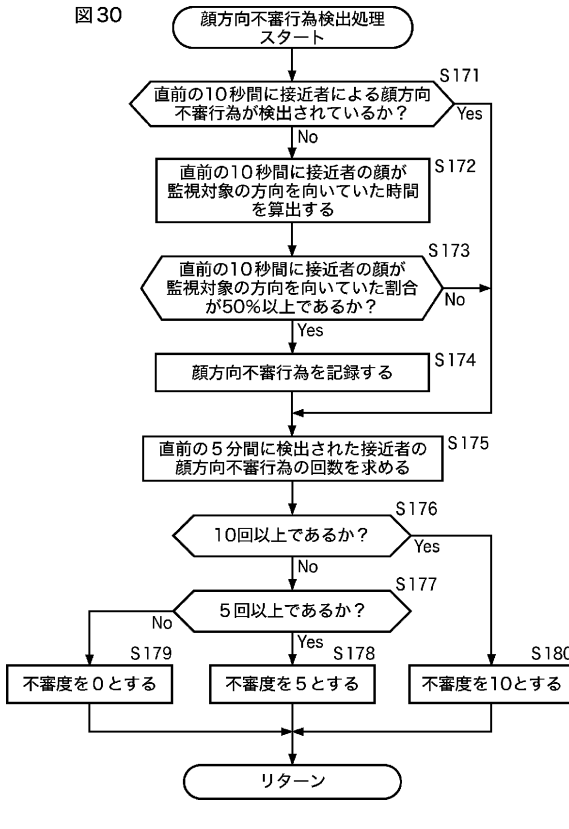 図30
顔方向不審行為検出処理
スタート
S171
直前の10秒間に接近者による顔方向
不審行為が検出されているか？
Yes
No
S172
直前の10秒間に接近者の顔が
監視対象の方向を向いていた時間
を算出する
S173
直前の10秒間に接近者の顔が
監視対象の方向を向いていた割合
が50%以上であるか？
No
Yes
S174
顔方向不審行為を記録する
S175
直前の5分間に検出された接近者の
顔方向不審行為の回数を求める
S176
10回以上であるか？
Yes
No
S177
5回以上であるか？
No
Yes
S179
S178
S180
不審度を0とする
不審度を5とする
不審度を10とする
リターン